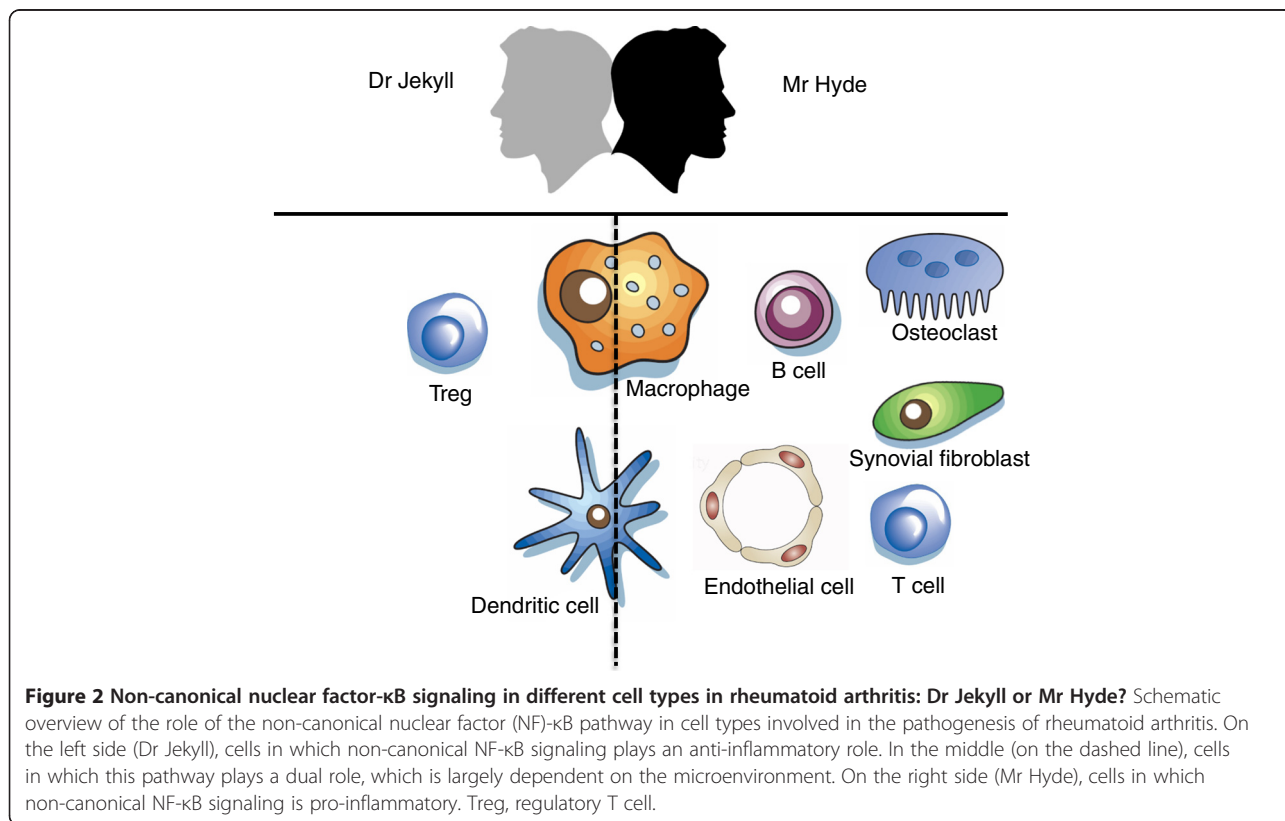 Dr Jekyll
Mr Hyde
Treg
Macrophage
B cell
Osteoclast
Synovial fibroblast
Dendritic cell
Endothelial cell
T cell
Figure 2 Non-canonical nuclear factor-κB signaling in different cell types in rheumatoid arthritis: Dr Jekyll or Mr Hyde? Schematic
overview of the role of the non-canonical nuclear factor (NF)-κB pathway in cell types involved in the pathogenesis of rheumatoid arthritis. On
the left side (Dr Jekyll), cells in which non-canonical NF-κB signaling plays an anti-inflammatory role. In the middle (on the dashed line), cells
in which this pathway plays a dual role, which is largely dependent on the microenvironment. On the right side (Mr Hyde), cells in which
non-canonical NF-κB signaling is pro-inflammatory. Treg, regulatory T cell.